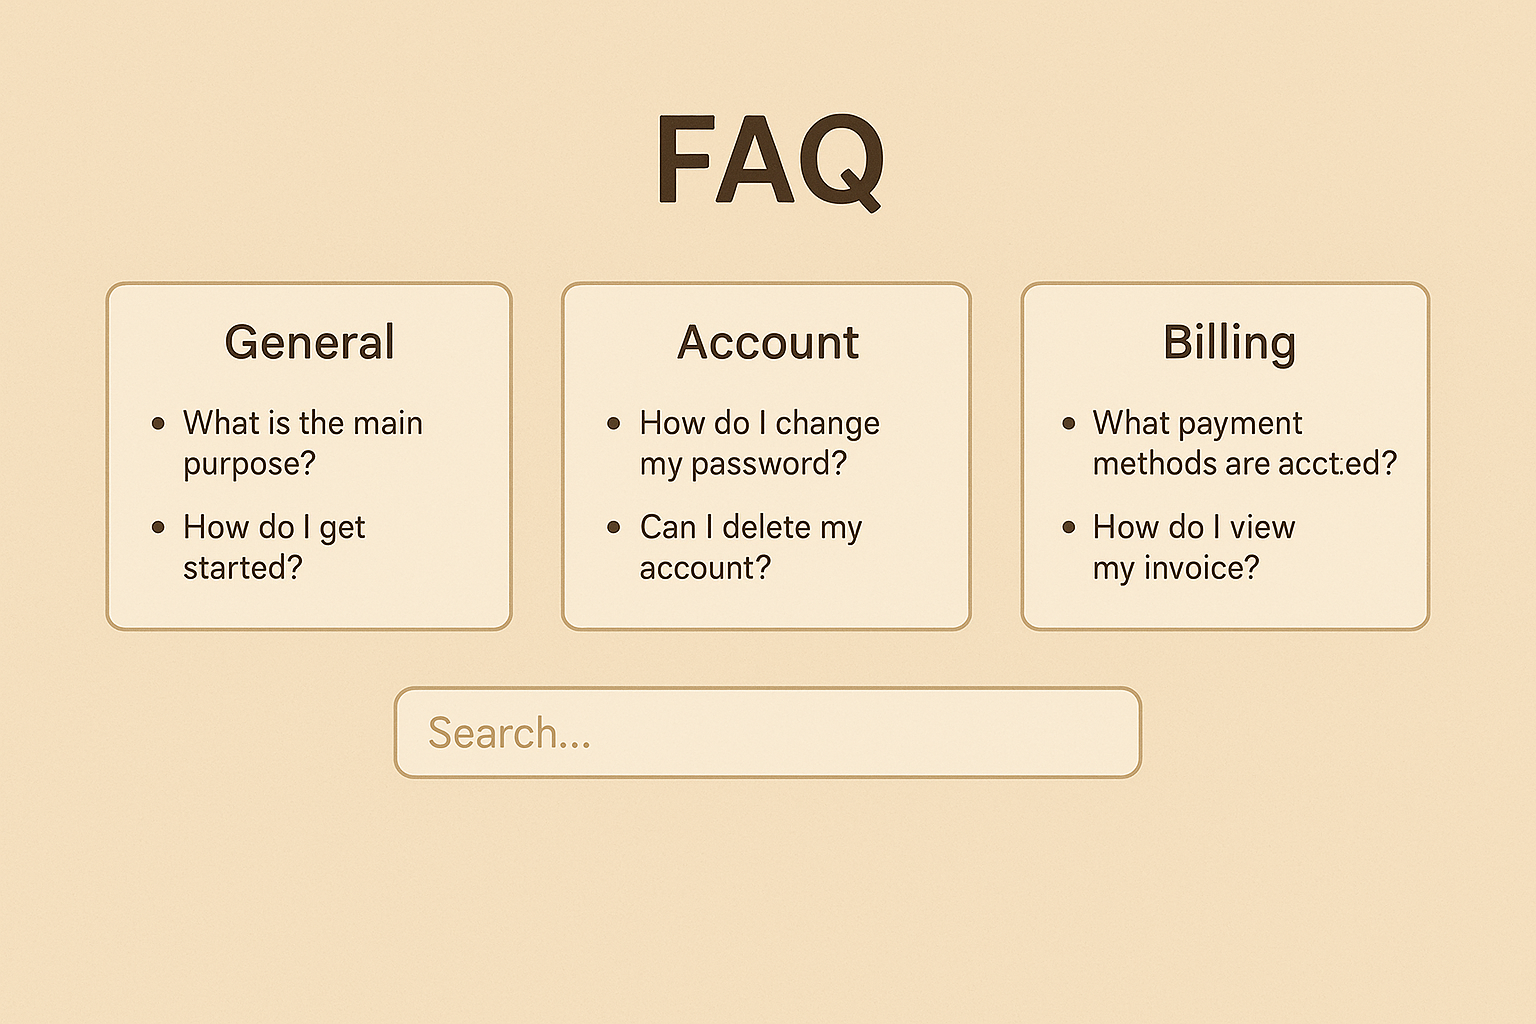 FAQ
General
What is the main
purpose?
How do I get
started?
Account
How do I change
my password?
Can I delete my
account?
Billing
What payment
methods are acct.ed?
How do I view
my invoice?
Search...